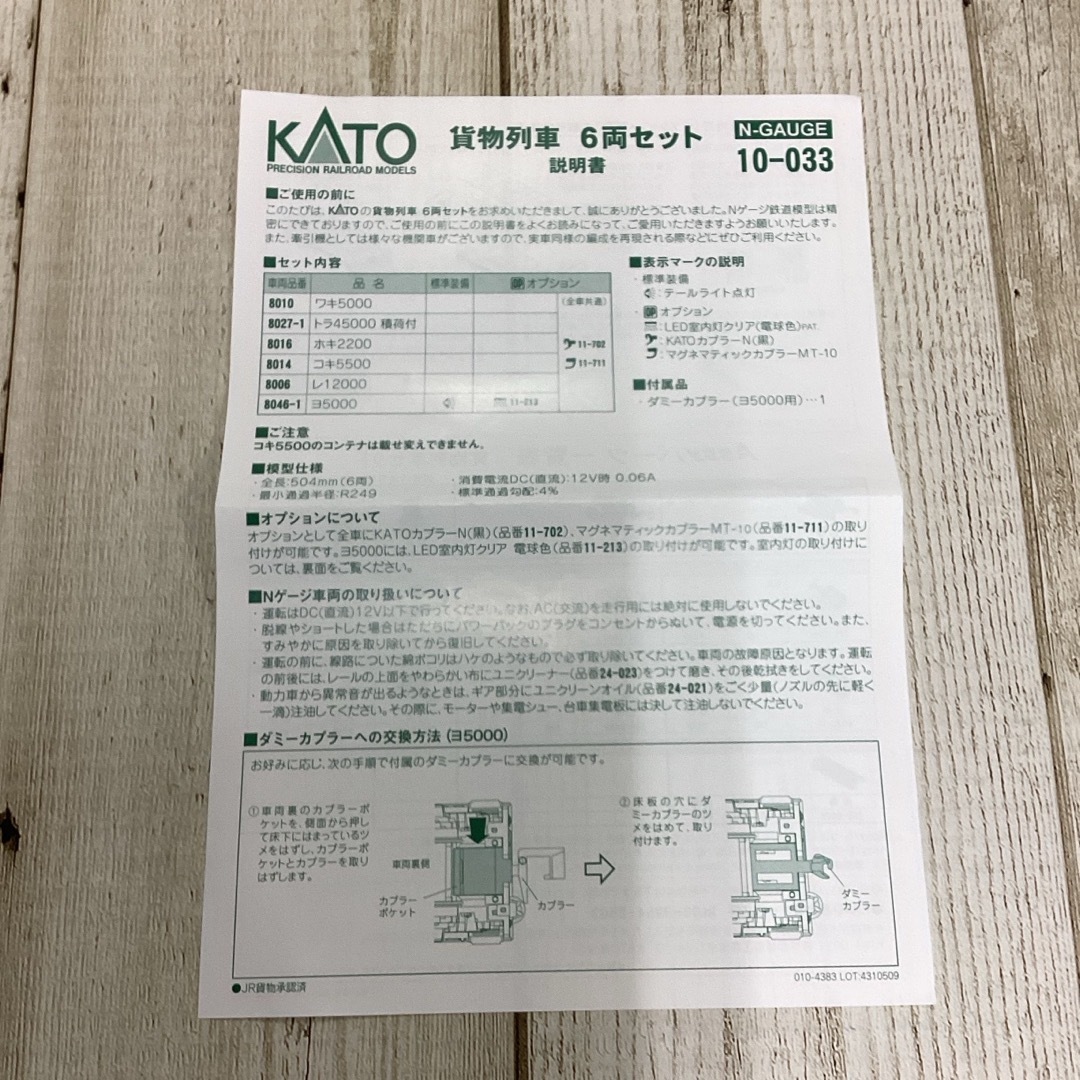 KATO
PRECISION RAILROAD MODELS
貨物列車 6両セット
説明書
N-GAUGE
10-033
■ご使用の前に
このたびは、KATOの貨物列車 6両セットをお求めいただきまして、誠にありがとうございました。Nゲージ鉄道模型は精
密にできておりますので、ご使用の前にこの説明書をよくお読みになって、ご愛用いただきますようお願いいたします。
また、牽引機としては様々な機関車がございますので、実車同様の編成を再現される際などにぜひご利用ください。
■セット内容
車両品番 品名 標準装備 オプション
8010 ワキ5000 (全車共通)
8027-1 トラ45000 積荷付
8016 ホキ2200 11-702
8014 コキ5500 11-711
8006 レ12000
8046-1 ヨ5000 11-213
■表示マークの説明
・標準装備
:テールライト点灯
・オプション
:LED室内灯クリア(電球色)PAT.
:KATOカプラーN(黒)
:マグネマティックカプラーMT-10
■付属品
・ダミーカプラー(ヨ5000用)…1
■ご注意
コキ5500のコンテナは載せ変えできません。
■模型仕様
・全長:504mm(6両)
・最小通過半径:R249
・消費電流DC(直流):12V時 0.06A
・標準通過勾配:4%
■オプションについて
オプションとして全車にKATOカプラーN(黒)(品番11-702)、マグネマティックカプラーMT-10(品番11-711)の取り
付けが可能です。ヨ5000には、LED室内灯クリア 電球色(品番11-213)の取り付けが可能です。室内灯の取り付けに
ついては、裏面をご覧ください。
■Nゲージ車両の取り扱いについて
・運転はDC(直流)12V以下で行ってください。なお、AC(交流)を走行用には絶対に使用しないでください。
・脱線やショートした場合はただちにパワーパックのプラグをコンセントからぬいて、電源を切ってください。また、
すみやかに原因を取り除いてから復旧してください。
・運転の前に、線路についた綿ボコリはハケのようなもので必ず取り除いてください。車両の故障原因となります。運転
の前後には、レールの上面をやわらかい布にユニクリーナー(品番24-023)をつけて磨き、その後乾拭きをしてください。
・動力車から異常音が出るようなときは、ギア部分にユニクリーンオイル(品番24-021)をごく少量(ノズルの先に軽く
一滴)注油してください。その際に、モーターや集電シュー、台車集電板には決して注油しないでください。
■ダミーカプラーへの交換方法(ヨ5000)
お好みに応じ、次の手順で付属のダミーカプラーに交換が可能です。
①車両裏のカプラーポ
ケットを、側面から押し
て床下にはまっているツ
メをはずし、カプラーポ
ケットとカプラーを取り
はずします。
車両裏側
カプラー
ポケット
カプラー
②床板の穴にダ
ミーカプラーのツ
メをはめて、取り
付けます。
ダミー
カプラー
●JR貨物承認済
010-4383 LOT:4310509